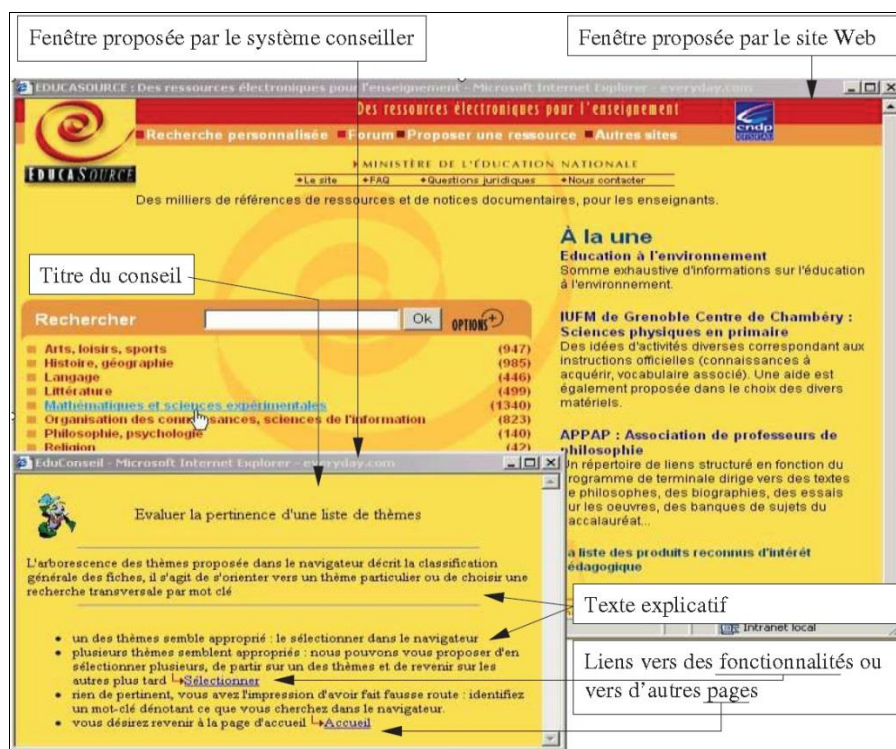 Fenêtre proposée par le système conseiller
Fenêtre proposée par le site Web
EDUCASOURCE : Des ressources électroniques pour l'enseignement - Microsoft Internet Explorer - everyday.com
Des ressources électroniques pour l'enseignement
Recherche personnalisée Forum Proposer une ressource Autres sites
cndp
EDUCASOURCE
MINISTÈRE DE L'ÉDUCATION NATIONALE
Le site FAQ Questions juridiques Nous contacter
Des milliers de références de ressources et de notices documentaires, pour les enseignants.
Titre du conseil
Rechercher Ok OPTIONS
Arts, loisirs, sports (947)
Histoire, géographie (985)
Langage (446)
Littérature (499)
Mathématiques et sciences expérimentales (1340)
Organisation des connaissances, sciences de l'information (823)
Philosophie, psychologie (140)
Religion (42)
À la une
Education à l'environnement
Somme exhaustive d'informations sur l'éducation
à l'environnement.
IUFM de Grenoble Centre de Chambéry :
Sciences physiques en primaire
Des idées d'activités diverses correspondant aux
instructions officielles (connaissances à
acquérir, vocabulaire associé). Une aide est
également proposée dans le choix des divers
matériels.
APPAP : Association de professeurs de
philosophie
Un répertoire de liens structuré en fonction du
programme de terminale dirige vers des textes
de philosophes, des biographies, des essais
sur les oeuvres, des banques de sujets du
baccalauréat...
la liste des produits reconnus d'intérêt
pédagogique
EduConseil - Microsoft Internet Explorer - everyday.com
Evaluer la pertinence d'une liste de thèmes
L'arborescence des thèmes proposée dans le navigateur décrit la classification
générale des fiches, il s'agit de s'orienter vers un thème particulier ou de choisir une
recherche transversale par mot clé
un des thèmes semble approprié : le sélectionner dans le navigateur
plusieurs thèmes semblent appropriés : nous pouvons vous proposer d'en
sélectionner plusieurs, de partir sur un des thèmes et de revenir sur les
autres plus tard Sélectionner
rien de pertinent, vous avez l'impression d'avoir fait fausse route : identifiez
un mot-clé dénotant ce que vous cherchez dans le navigateur.
vous désirez revenir à la page d'accueil Accueil
Texte explicatif
Intranet local
Liens vers des fonctionnalités ou
vers d'autres pages